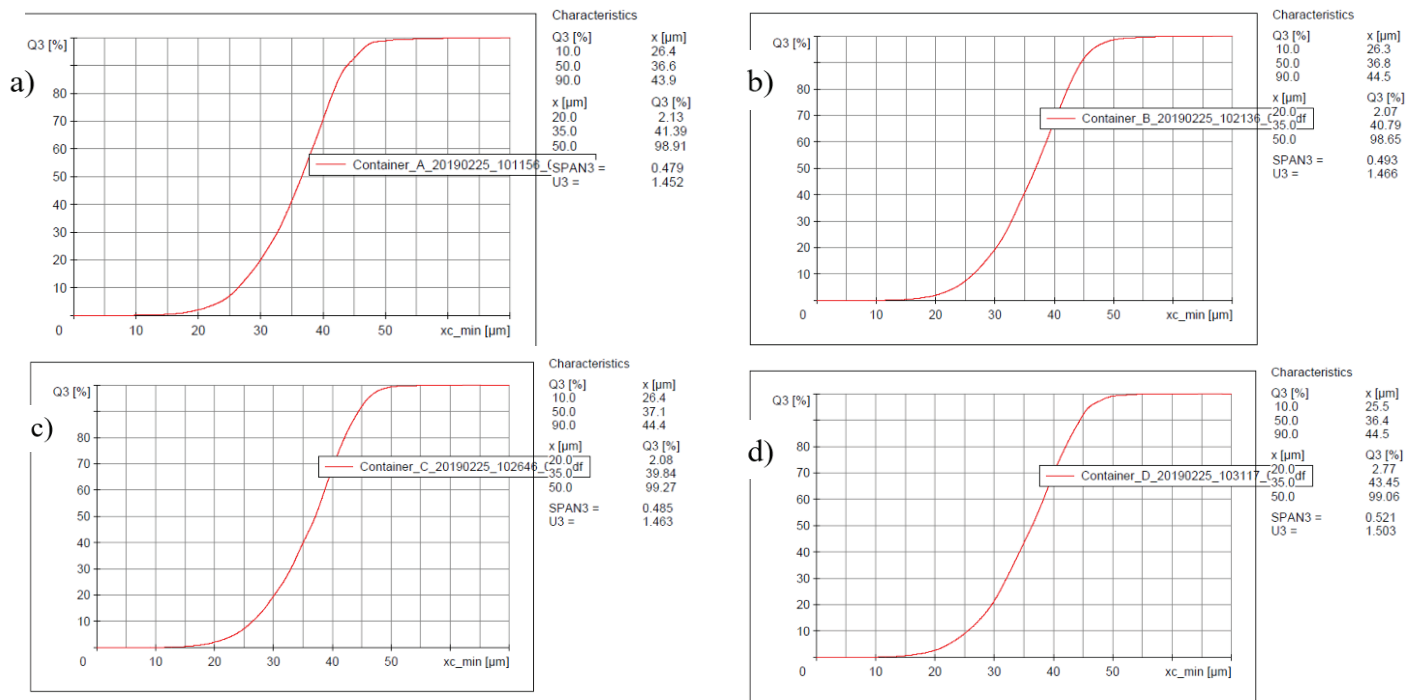 a)
Q3 [%]
80
70
60
50
40
30
20
10
0
10
20
30
40
50
xc_min [µm]
Container_A_20190225_101156_0
Characteristics
Q3 [%] x [µm]
10.0 26.4
50.0 36.6
90.0 43.9
x [µm] Q3 [%]
20.0 2.13
35.0 41.39
50.0 98.91
SPAN3 = 0.479
U3 = 1.452
b)
Q3 [%]
80
70
60
50
40
30
20
10
0
10
20
30
40
50
xc_min [µm]
Container_B_20190225_102136_0 df
Characteristics
Q3 [%] x [µm]
10.0 26.3
50.0 36.8
90.0 44.5
x [µm] Q3 [%]
20.0 2.07
35.0 40.79
50.0 98.65
SPAN3 = 0.493
U3 = 1.466
c)
Q3 [%]
80
70
60
50
40
30
20
10
0
10
20
30
40
50
xc_min [µm]
Container_C_20190225_102646_0 df
Characteristics
Q3 [%] x [µm]
10.0 26.4
50.0 37.1
90.0 44.4
x [µm] Q3 [%]
20.0 2.08
35.0 39.84
50.0 99.27
SPAN3 = 0.485
U3 = 1.463
d)
Q3 [%]
80
70
60
50
40
30
20
10
0
10
20
30
40
50
xc_min [µm]
Container_D_20190225_103117_0 df
Characteristics
Q3 [%] x [µm]
10.0 25.5
50.0 36.4
90.0 44.5
x [µm] Q3 [%]
20.0 2.77
35.0 43.45
50.0 99.06
SPAN3 = 0.521
U3 = 1.503